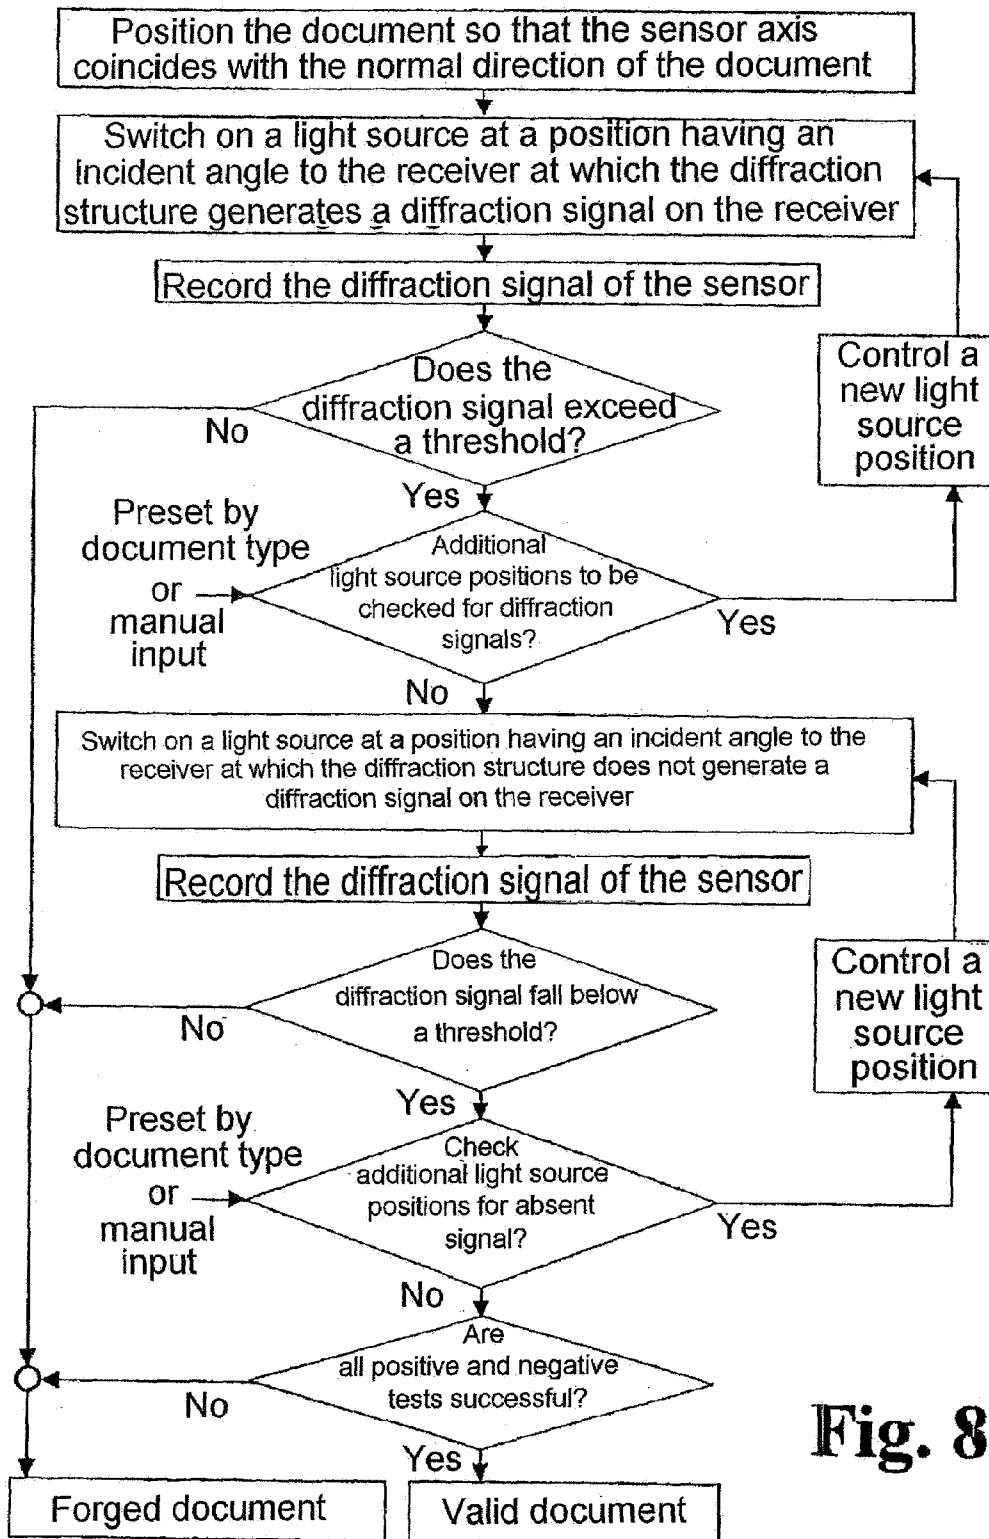 Position the document so that the sensor axis
coincides with the normal direction of the document
Switch on a light source at a position having an
incident angle to the receiver at which the diffraction
structure generates a diffraction signal on the receiver
Record the diffraction signal of the sensor
Does the
diffraction signal exceed
a threshold?
No
Yes
Control a
new light
source
position
Preset by
document type
or
manual
input
Additional
light source positions to be
checked for diffraction
signals?
Yes
No
Switch on a light source at a position having an incident angle to the
receiver at which the diffraction structure does not generate a
diffraction signal on the receiver
Record the diffraction signal of the sensor
Does the
diffraction signal fall below
a threshold?
No
Yes
Control a
new light
source
position
Preset by
document type
or
manual
input
Check
additional light source
positions for absent
signal?
Yes
No
Are
all positive and negative
tests successful?
No
Yes
Forged document
Valid document
Fig. 8